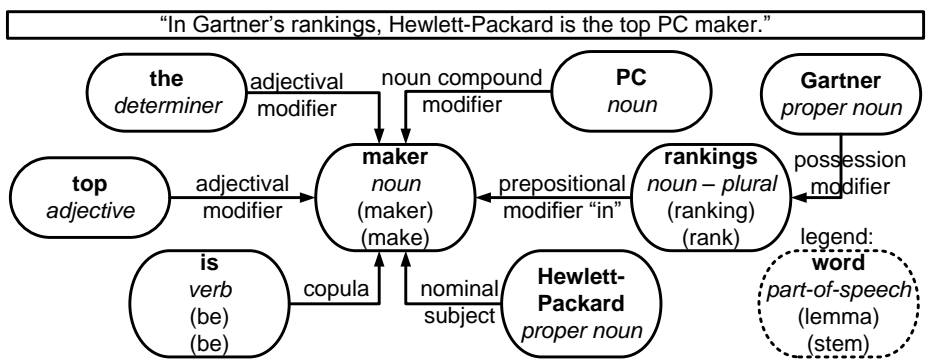 “In Gartner’s rankings, Hewlett-Packard is the top PC maker.”
the
determiner
adjectival
modifier
noun compound
modifier
PC
noun
Gartner
proper noun
top
adjective
adjectival
modifier
maker
noun
(maker)
(make)
prepositional
modifier “in”
rankings
noun – plural
(ranking)
(rank)
possession
modifier
is
verb
(be)
(be)
copula
nominal
subject
Hewlett-
Packard
proper noun
legend:
word
part-of-speech
(lemma)
(stem)